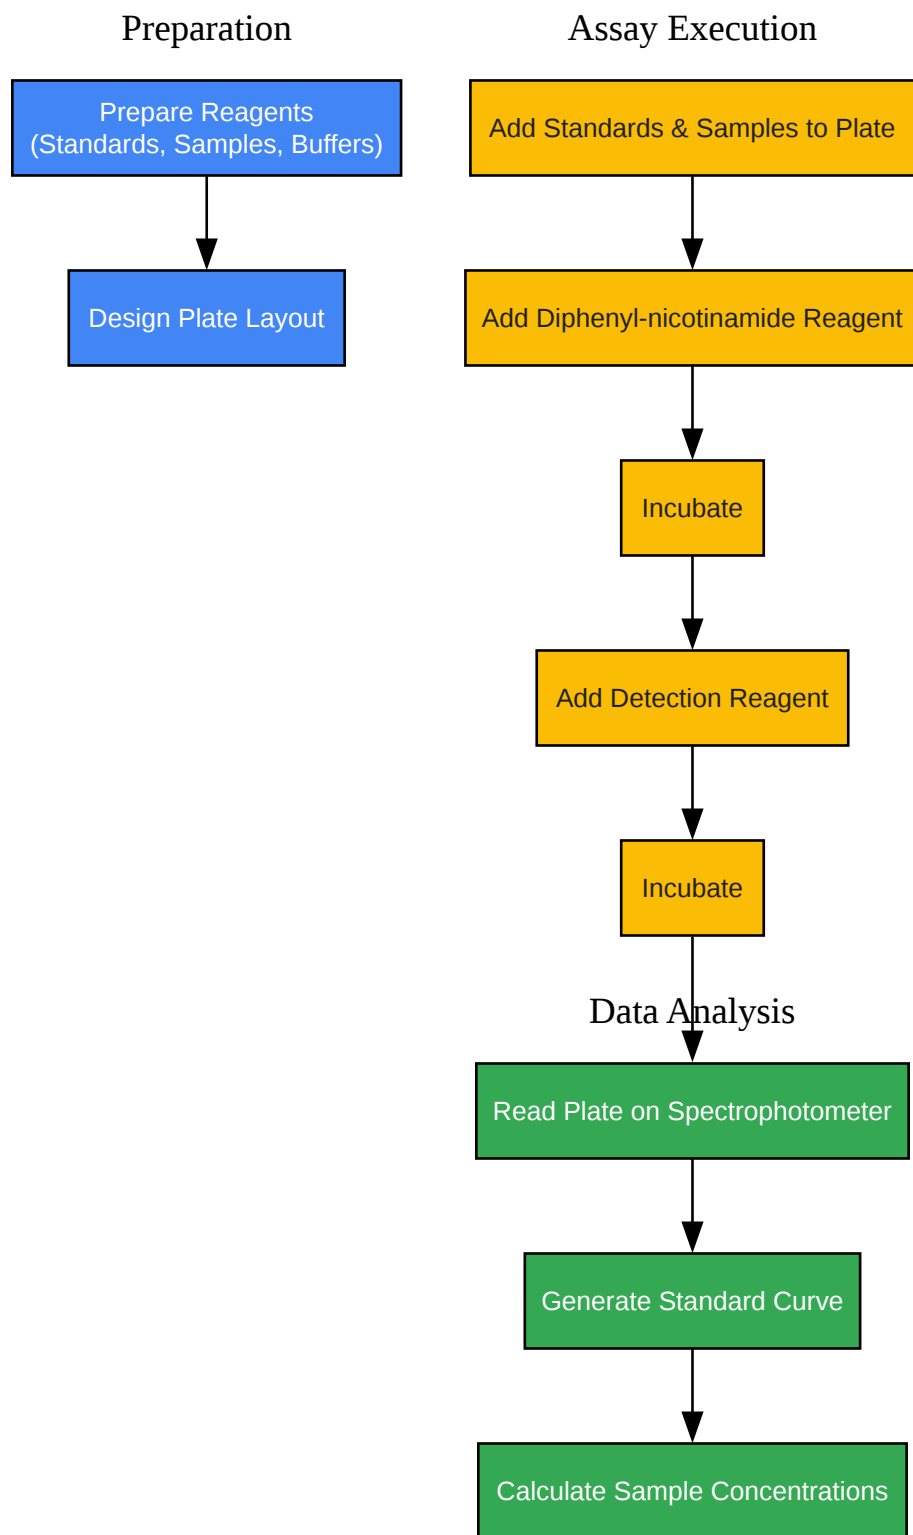 Preparation
Prepare Reagents
(Standards, Samples, Buffers)
Design Plate Layout
Assay Execution
Add Standards & Samples to Plate
Add Diphenyl-nicotinamide Reagent
Incubate
Add Detection Reagent
Incubate
Data Analysis
Read Plate on Spectrophotometer
Generate Standard Curve
Calculate Sample Concentrations